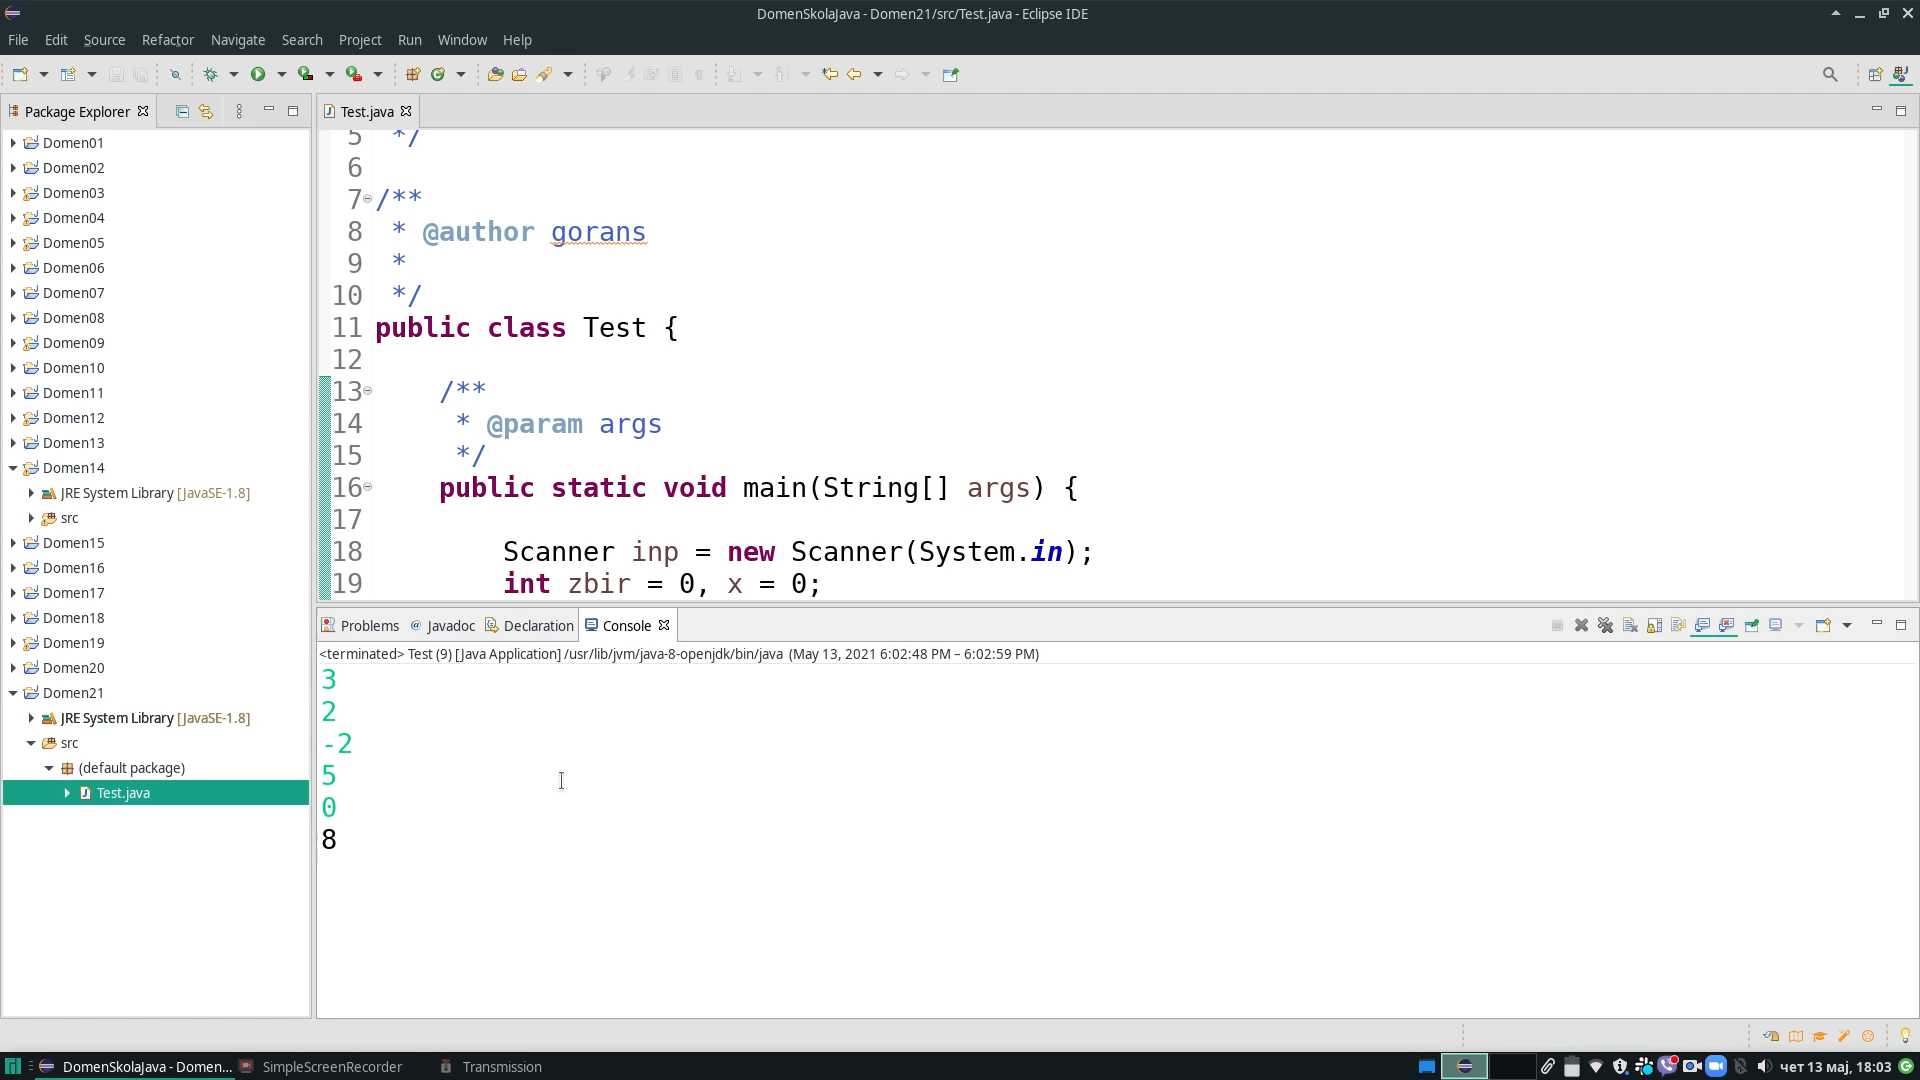 DomenSkolaJava - Domen21/src/Test.java - Eclipse IDE
File Edit Source Refactor Navigate Search Project Run Window Help
Package Explorer
Domen01
Domen02
Domen03
Domen04
Domen05
Domen06
Domen07
Domen08
Domen09
Domen10
Domen11
Domen12
Domen13
Domen14
JRE System Library [JavaSE-1.8]
src
Domen15
Domen16
Domen17
Domen18
Domen19
Domen20
Domen21
JRE System Library [JavaSE-1.8]
src
(default package)
Test.java
Test.java
5 */
6
7 /**
8 * @author gorans
9 *
10 */
11 public class Test {
12
13 /**
14 * @param args
15 */
16 public static void main(String[] args) {
17
18 Scanner inp = new Scanner(System.in);
19 int zbir = 0, x = 0;
Problems @ Javadoc Declaration Console
<terminated> Test (9) [Java Application] /usr/lib/jvm/java-8-openjdk/bin/java (May 13, 2021 6:02:48 PM – 6:02:59 PM)
3
2
-2
5
0
8
DomenSkolaJava - Domen... SimpleScreenRecorder Transmission чет 13 мај, 18:03